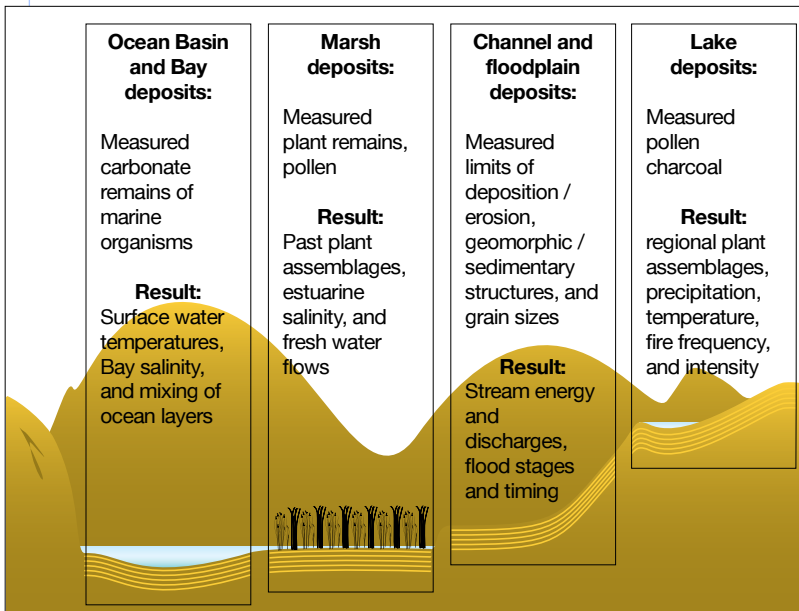 Ocean Basin
and Bay
deposits:
Measured
carbonate
remains of
marine
organisms
Result:
Surface water
temperatures,
Bay salinity,
and mixing of
ocean layers
Marsh
deposits:
Measured
plant remains,
pollen
Result:
Past plant
assemblages,
estuarine
salinity, and
fresh water
flows
Channel and
floodplain
deposits:
Measured
limits of
deposition /
erosion,
geomorphic /
sedimentary
structures, and
grain sizes
Result:
Stream energy
and
discharges,
flood stages
and timing
Lake
deposits:
Measured
pollen
charcoal
Result:
regional plant
assemblages,
precipitation,
temperature,
fire frequency,
and intensity